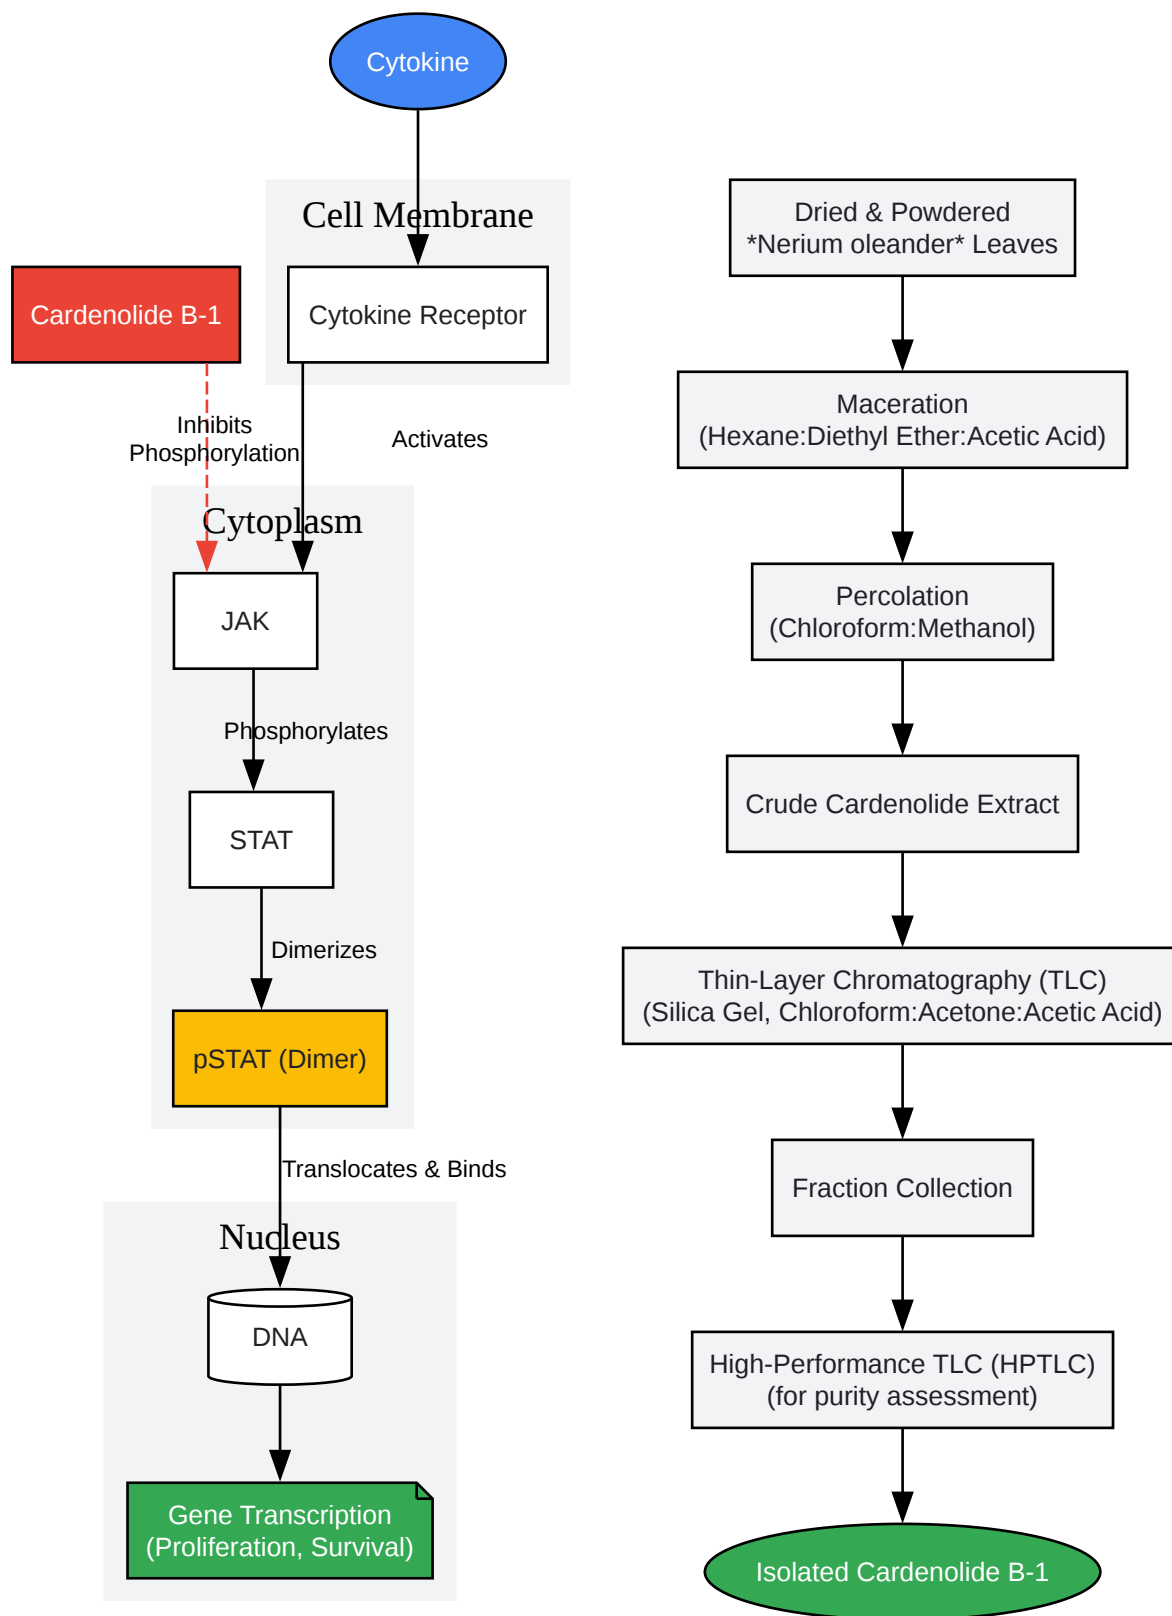 Cytokine
Cell Membrane
Cytokine Receptor
Cardenolide B-1
Inhibits
Phosphorylation
Activates
Cytoplasm
JAK
Phosphorylates
STAT
Dimerizes
pSTAT (Dimer)
Translocates & Binds
Nucleus
DNA
Gene Transcription
(Proliferation, Survival)
Dried & Powdered
*Nerium oleander* Leaves
Maceration
(Hexane:Diethyl Ether:Acetic Acid)
Percolation
(Chloroform:Methanol)
Crude Cardenolide Extract
Thin-Layer Chromatography (TLC)
(Silica Gel, Chloroform:Acetone:Acetic Acid)
Fraction Collection
High-Performance TLC (HPTLC)
(for purity assessment)
Isolated Cardenolide B-1